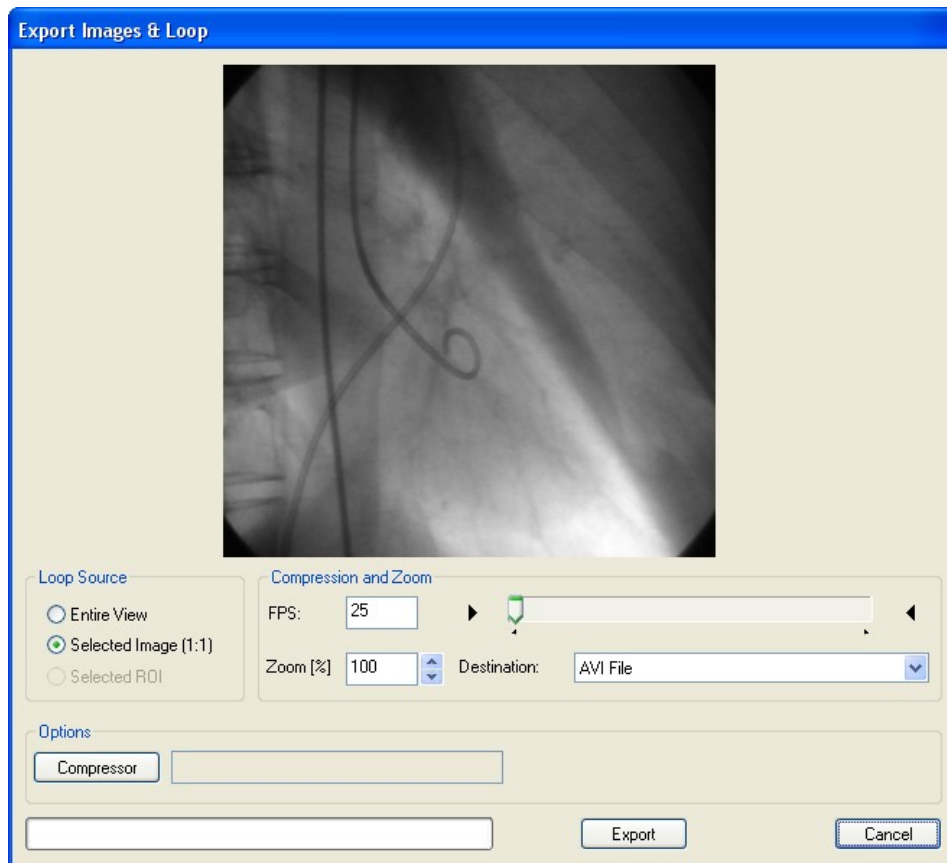 Export Images & Loop
Loop Source
Entire View
Selected Image (1:1)
Selected ROI
Compression and Zoom
FPS: 25
Zoom [%] 100 Destination: AVI File
Options
Compressor
Export Cancel